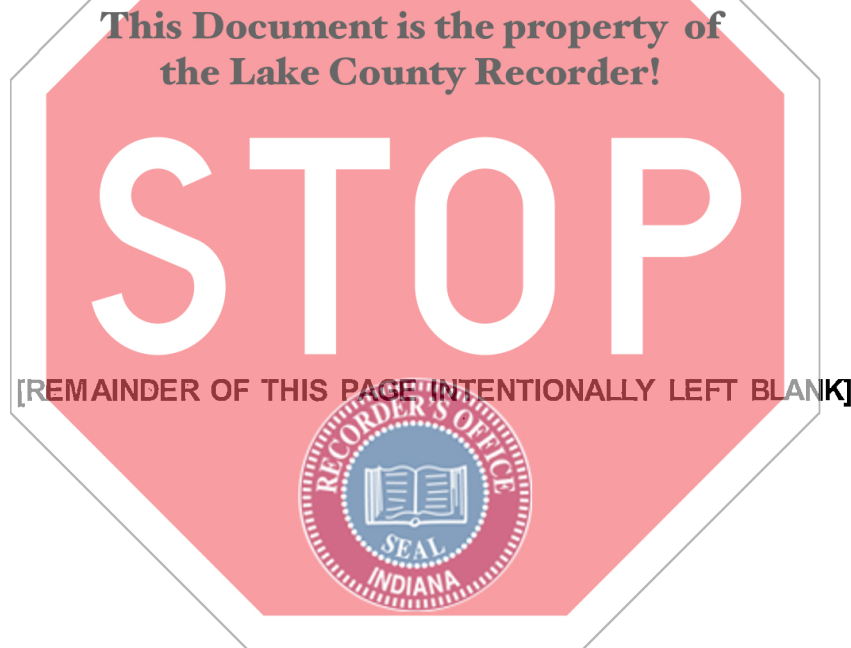 This Document is the property of
the Lake County Recorder!
STOP
[REMAINDER OF THIS PAGE INTENTIONALLY LEFT BLANK]
RECORDER'S OFFICE
SEAL
INDIANA